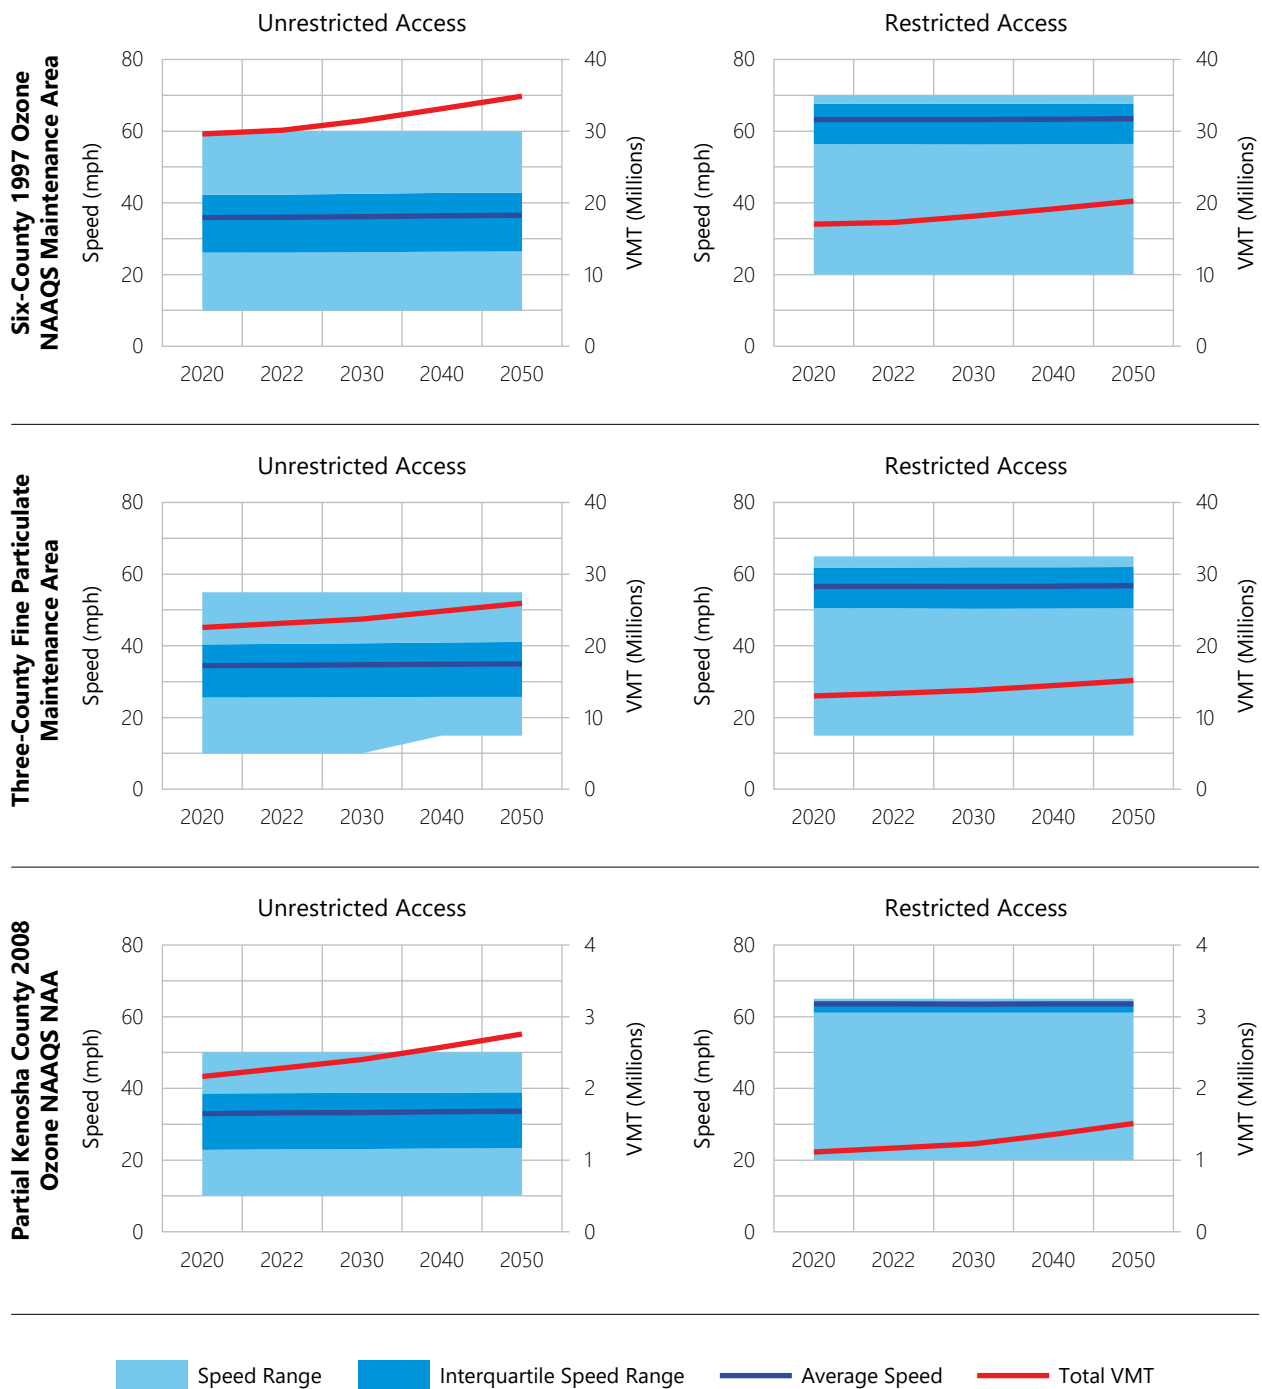 Unrestricted Access
Restricted Access
Six-County 1997 Ozone
NAAQS Maintenance Area
Speed (mph)
80
60
40
20
0
VMT (Millions)
40
30
20
10
0
2020 2022 2030 2040 2050
Speed (mph)
80
60
40
20
0
VMT (Millions)
40
30
20
10
0
2020 2022 2030 2040 2050
Unrestricted Access
Restricted Access
Three-County Fine Particulate
Maintenance Area
Speed (mph)
80
60
40
20
0
VMT (Millions)
40
30
20
10
0
2020 2022 2030 2040 2050
Speed (mph)
80
60
40
20
0
VMT (Millions)
40
30
20
10
0
2020 2022 2030 2040 2050
Unrestricted Access
Restricted Access
Partial Kenosha County 2008
Ozone NAAQS NAA
Speed (mph)
80
60
40
20
0
VMT (Millions)
4
3
2
1
0
2020 2022 2030 2040 2050
Speed (mph)
80
60
40
20
0
VMT (Millions)
4
3
2
1
0
2020 2022 2030 2040 2050
Speed Range Interquartile Speed Range Average Speed Total VMT